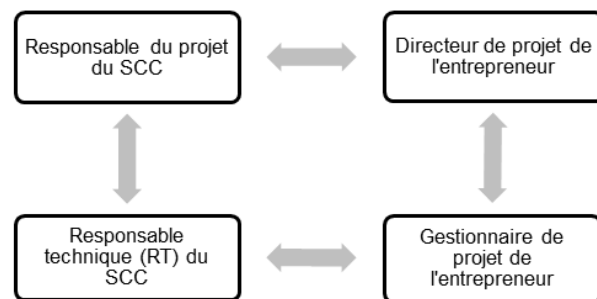 Responsable du projet
du SCC
Directeur de projet de
l'entrepreneur
Responsable
technique (RT) du
SCC
Gestionnaire de
projet de
l'entrepreneur